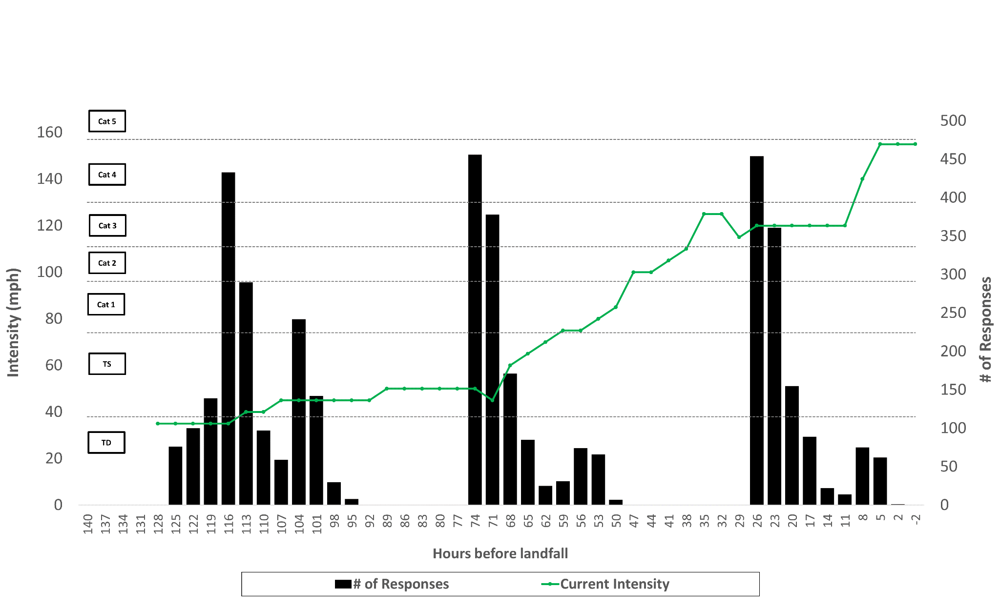 Intensity (mph)
160
140
120
100
80
60
40
20
0
Cat 5
Cat 4
Cat 3
Cat 2
Cat 1
TS
TD
500
450
400
350
300
250
200
150
100
50
0
# of Responses
140 137 134 131 128 125 122 119 116 113 110 107 104 101 98 95 92 89 86 83 80 77 74 71 68 65 62 59 56 53 50 47 44 41 38 35 32 29 26 23 20 17 14 11 8 5 2 -2
Hours before landfall
# of Responses Current Intensity